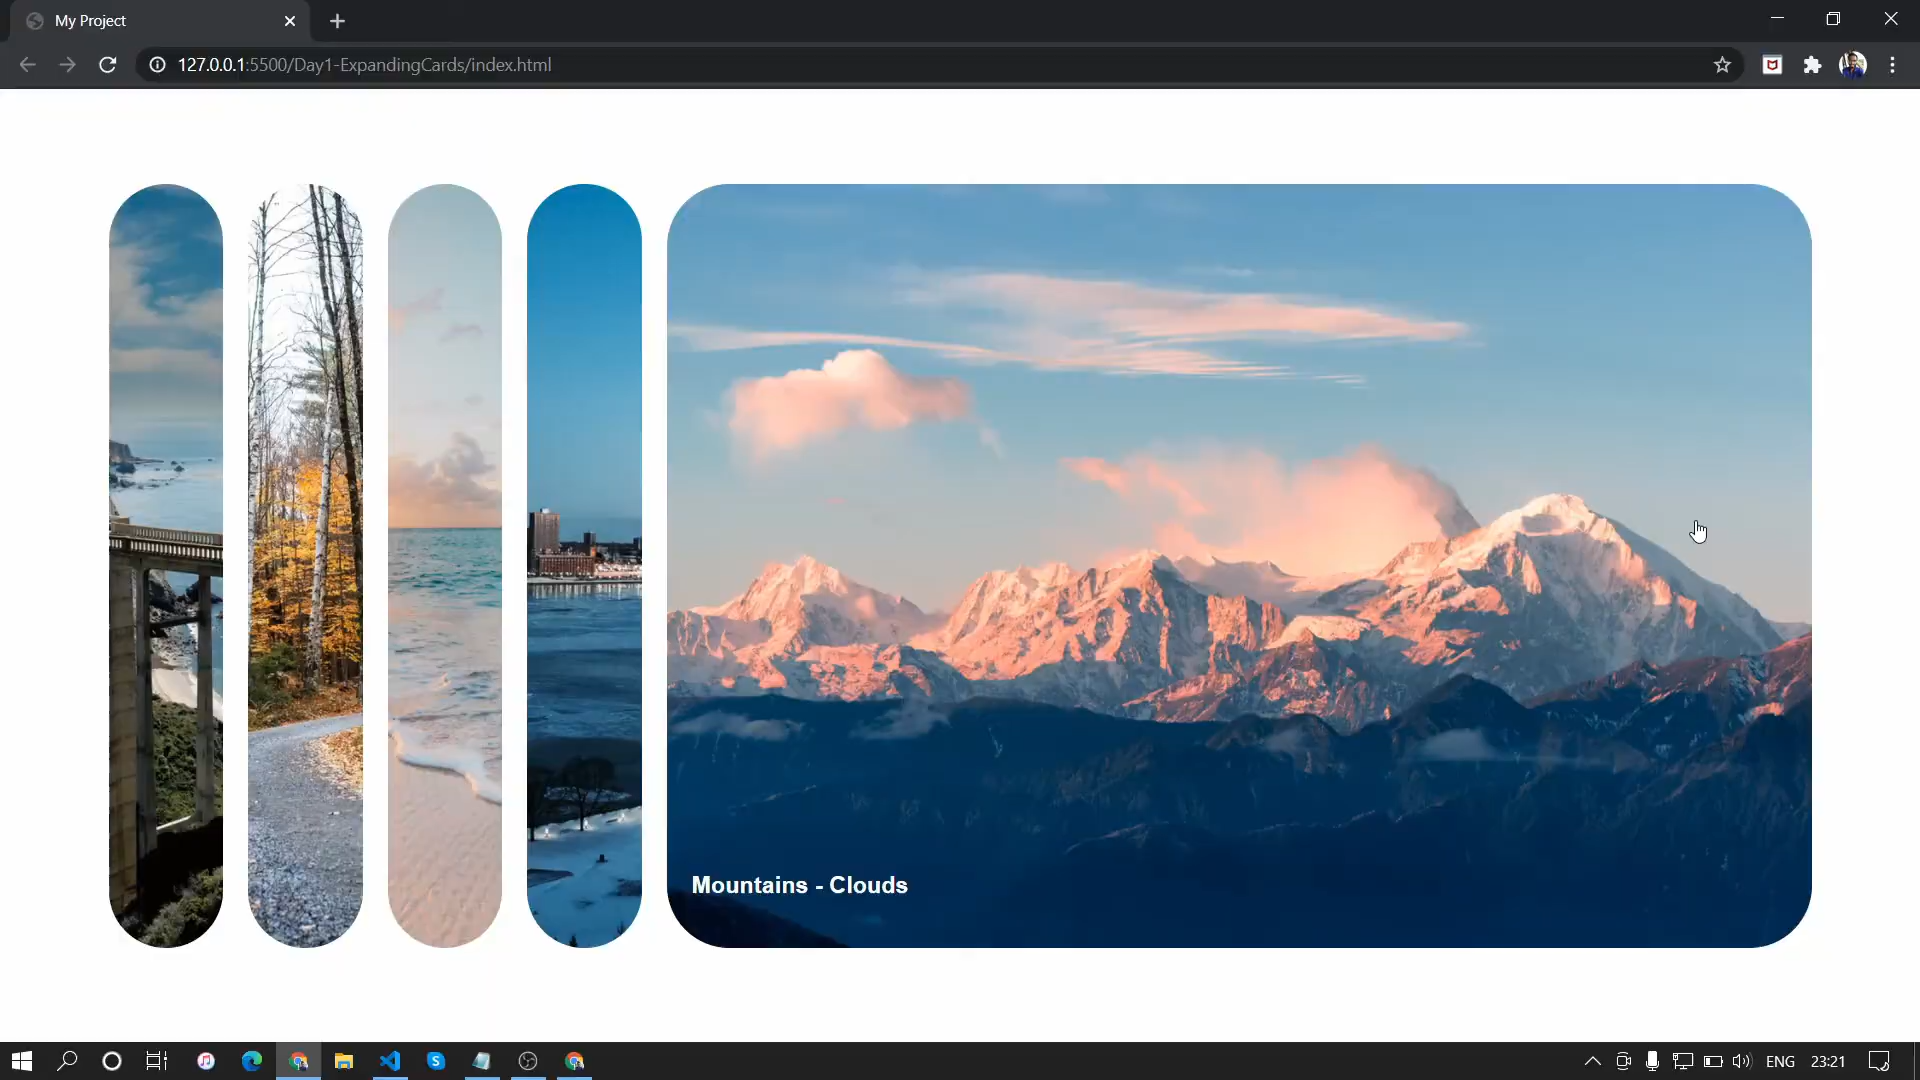 My Project
127.0.0.1:5500/Day1-ExpandingCards/index.html
Mountains - Clouds
ENG
23:21